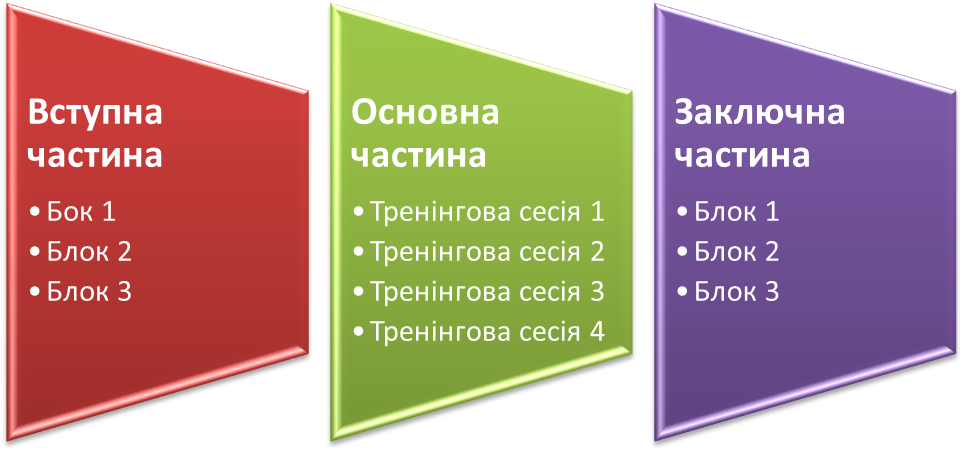 Вступна
частина
• Бок 1
• Блок 2
• Блок 3
Основна
частина
• Тренінгова сесія 1
• Тренінгова сесія 2
• Тренінгова сесія 3
• Тренінгова сесія 4
Заключна
частина
• Блок 1
• Блок 2
• Блок 3